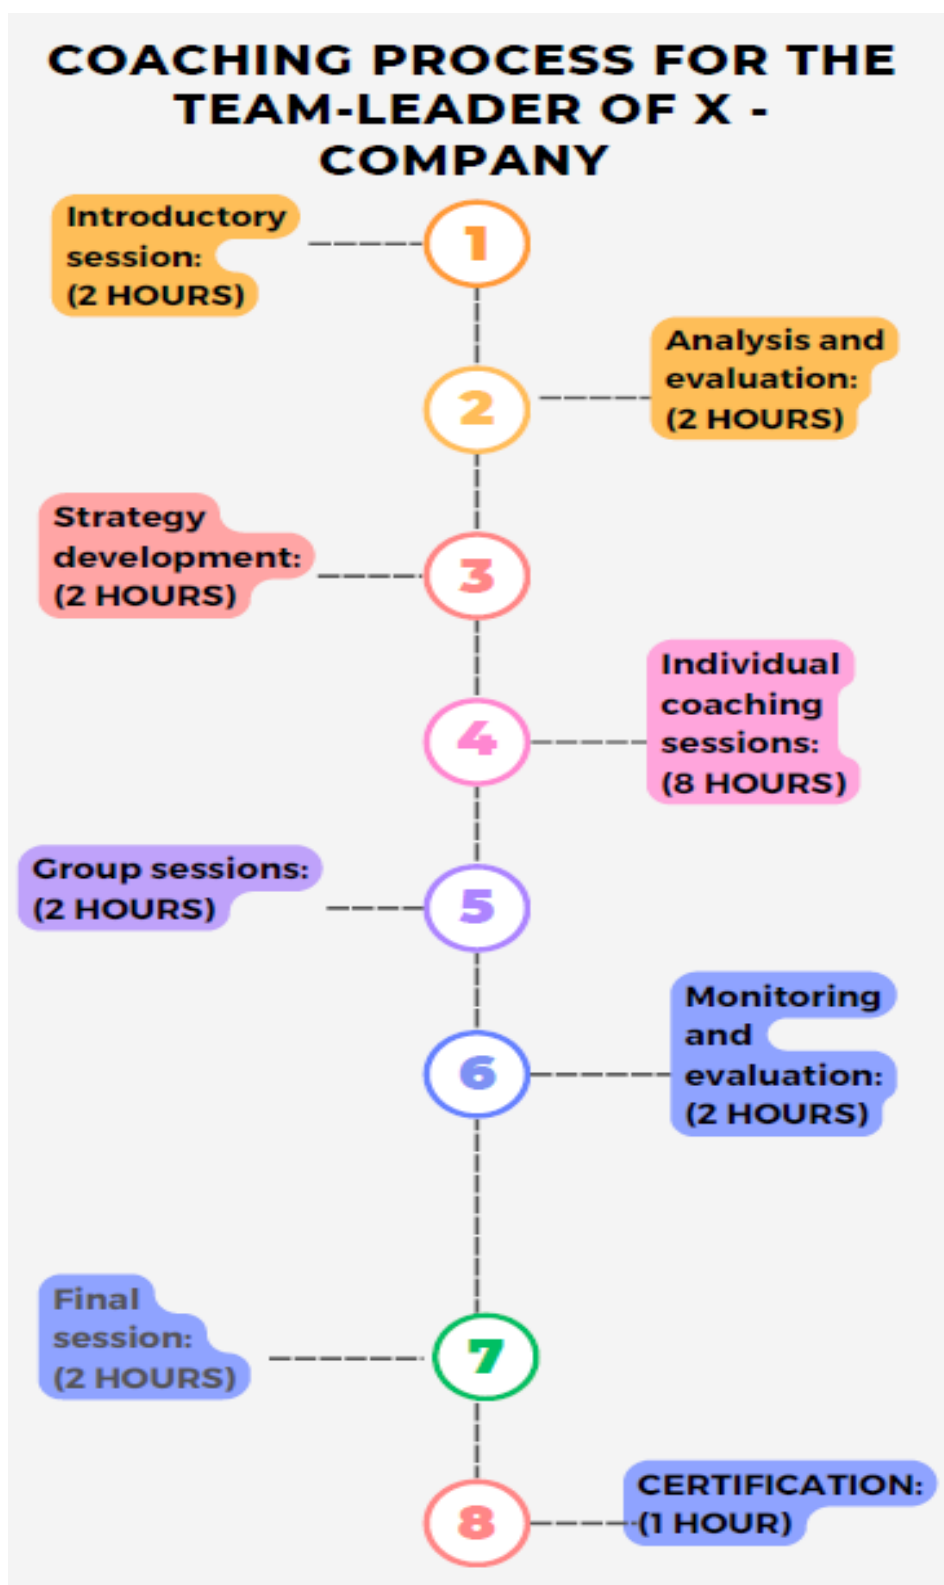 COACHING PROCESS FOR THE
TEAM-LEADER OF X -
COMPANY
Introductory
session:
(2 HOURS)
1
Analysis and
evaluation:
(2 HOURS)
2
Strategy
development:
(2 HOURS)
3
Individual
coaching
sessions:
(8 HOURS)
4
Group sessions:
(2 HOURS)
5
Monitoring
and
evaluation:
(2 HOURS)
6
Final
session:
(2 HOURS)
7
CERTIFICATION:
(1 HOUR)
8